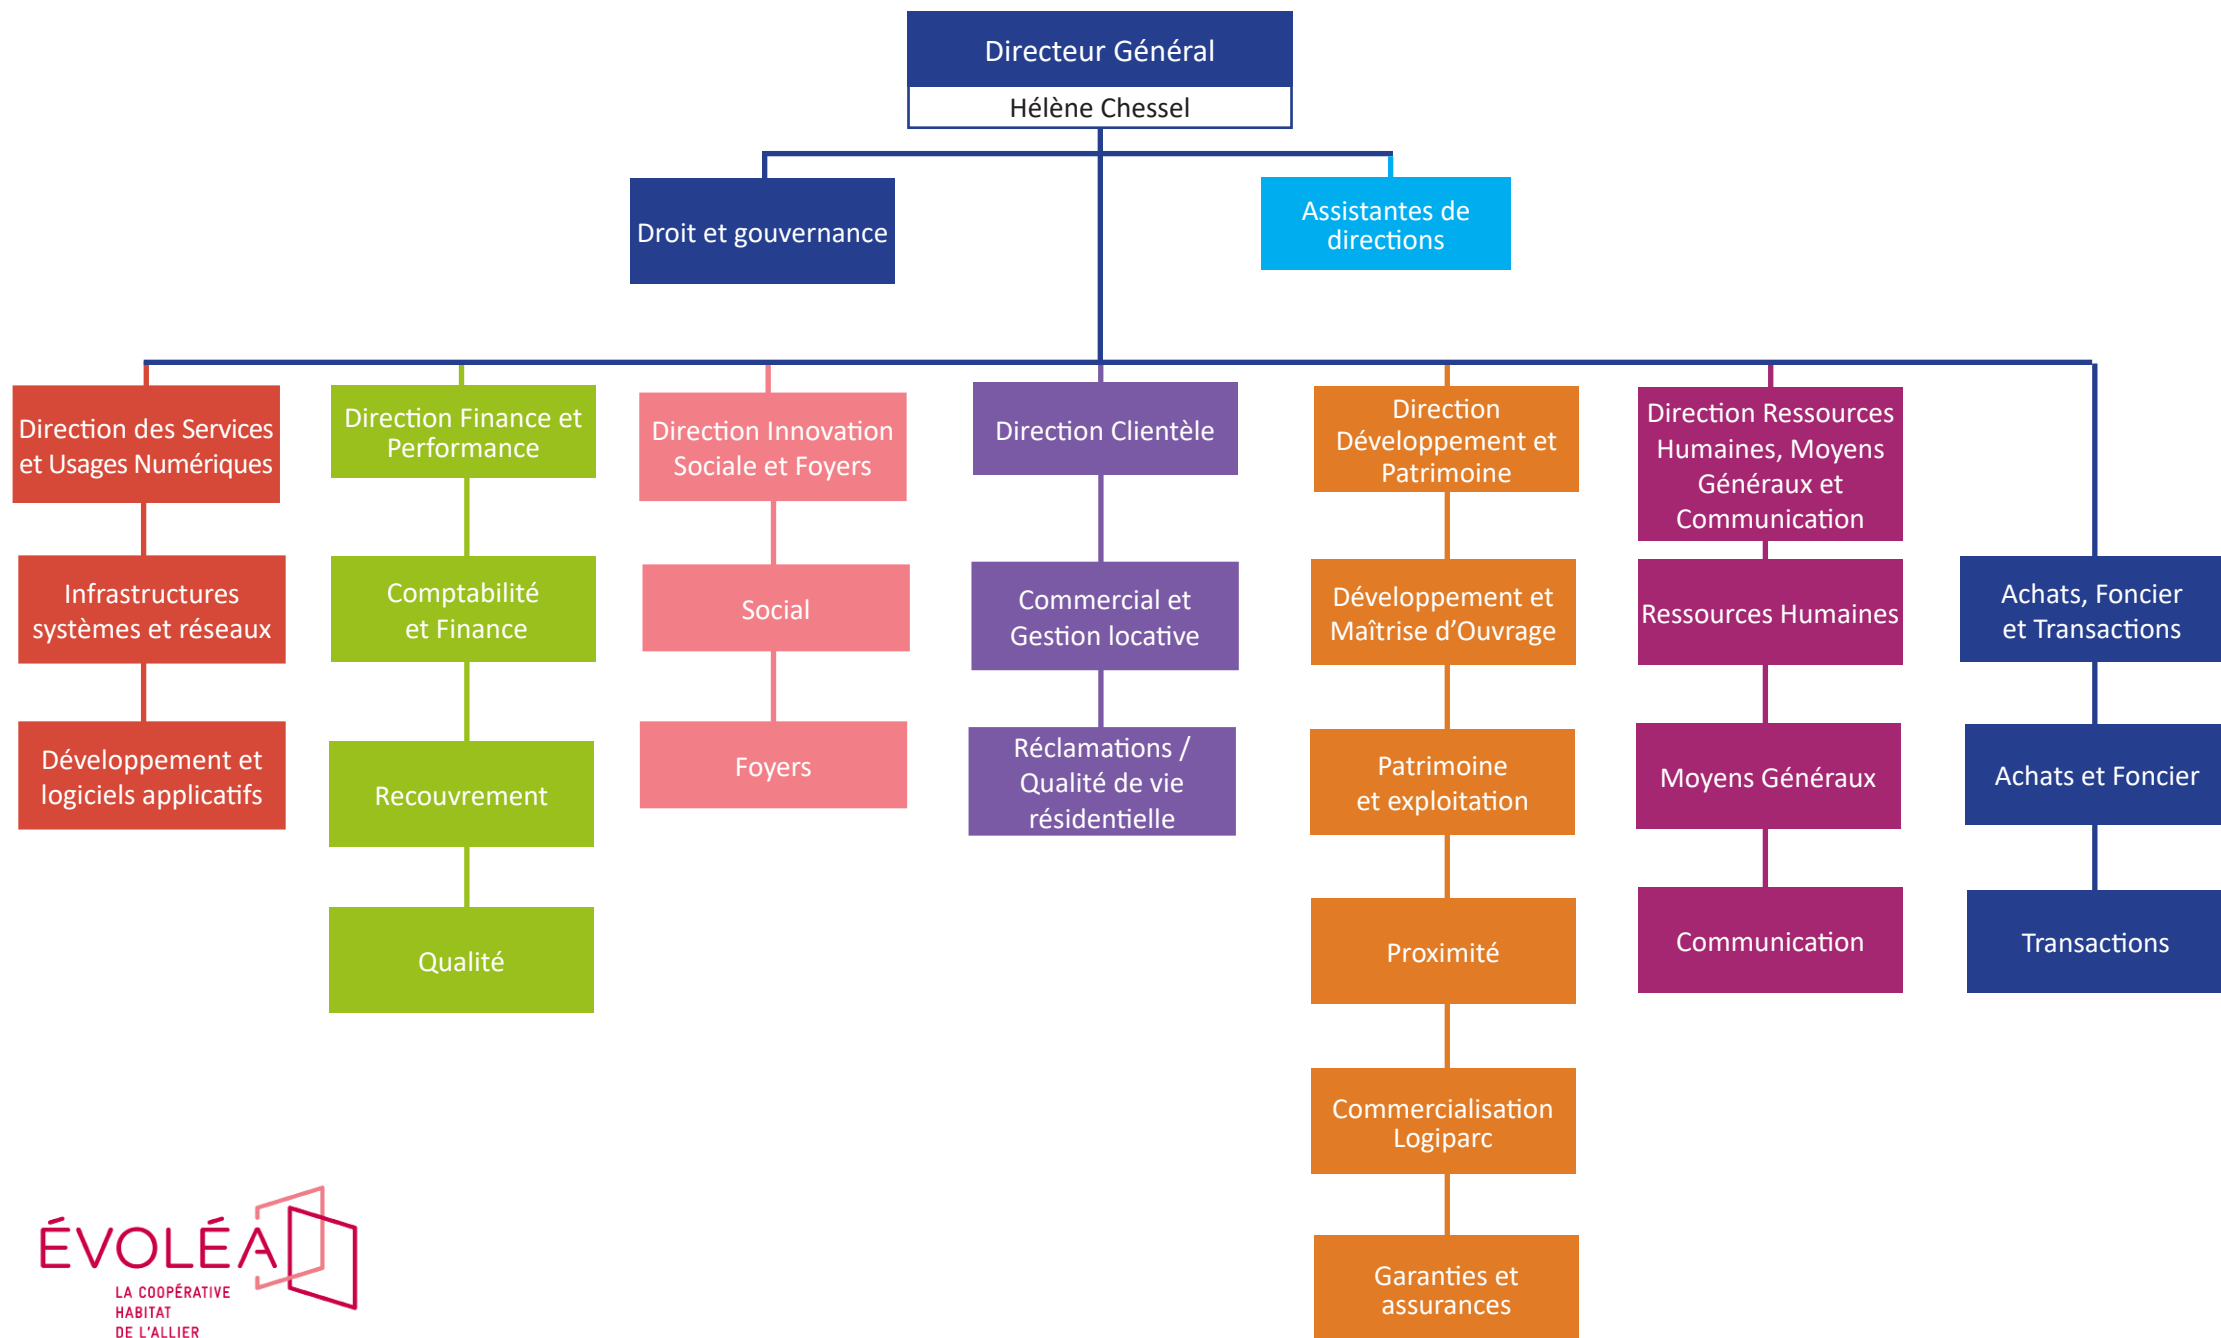 Directeur Général
Hélène Chessel
Droit et gouvernance
Assistantes de
directions
Direction des Services
et Usages Numériques
Infrastructures
systèmes et réseaux
Développement et
logiciels applicatifs
Direction Finance et
Performance
Comptabilité
et Finance
Recouvrement
Qualité
Direction Innovation
Sociale et Foyers
Social
Foyers
Direction Clientèle
Commercial et
Gestion locative
Réclamations /
Qualité de vie
résidentielle
Direction
Développement et
Patrimoine
Développement et
Maîtrise d’Ouvrage
Patrimoine
et exploitation
Proximité
Commercialisation
Logiparc
Garanties et
assurances
Direction Ressources
Humaines, Moyens
Généraux et
Communication
Ressources Humaines
Moyens Généraux
Communication
Achats, Foncier
et Transactions
Achats et Foncier
Transactions
ÉVOLÉA
LA COOPÉRATIVE
HABITAT
DE L'ALLIER